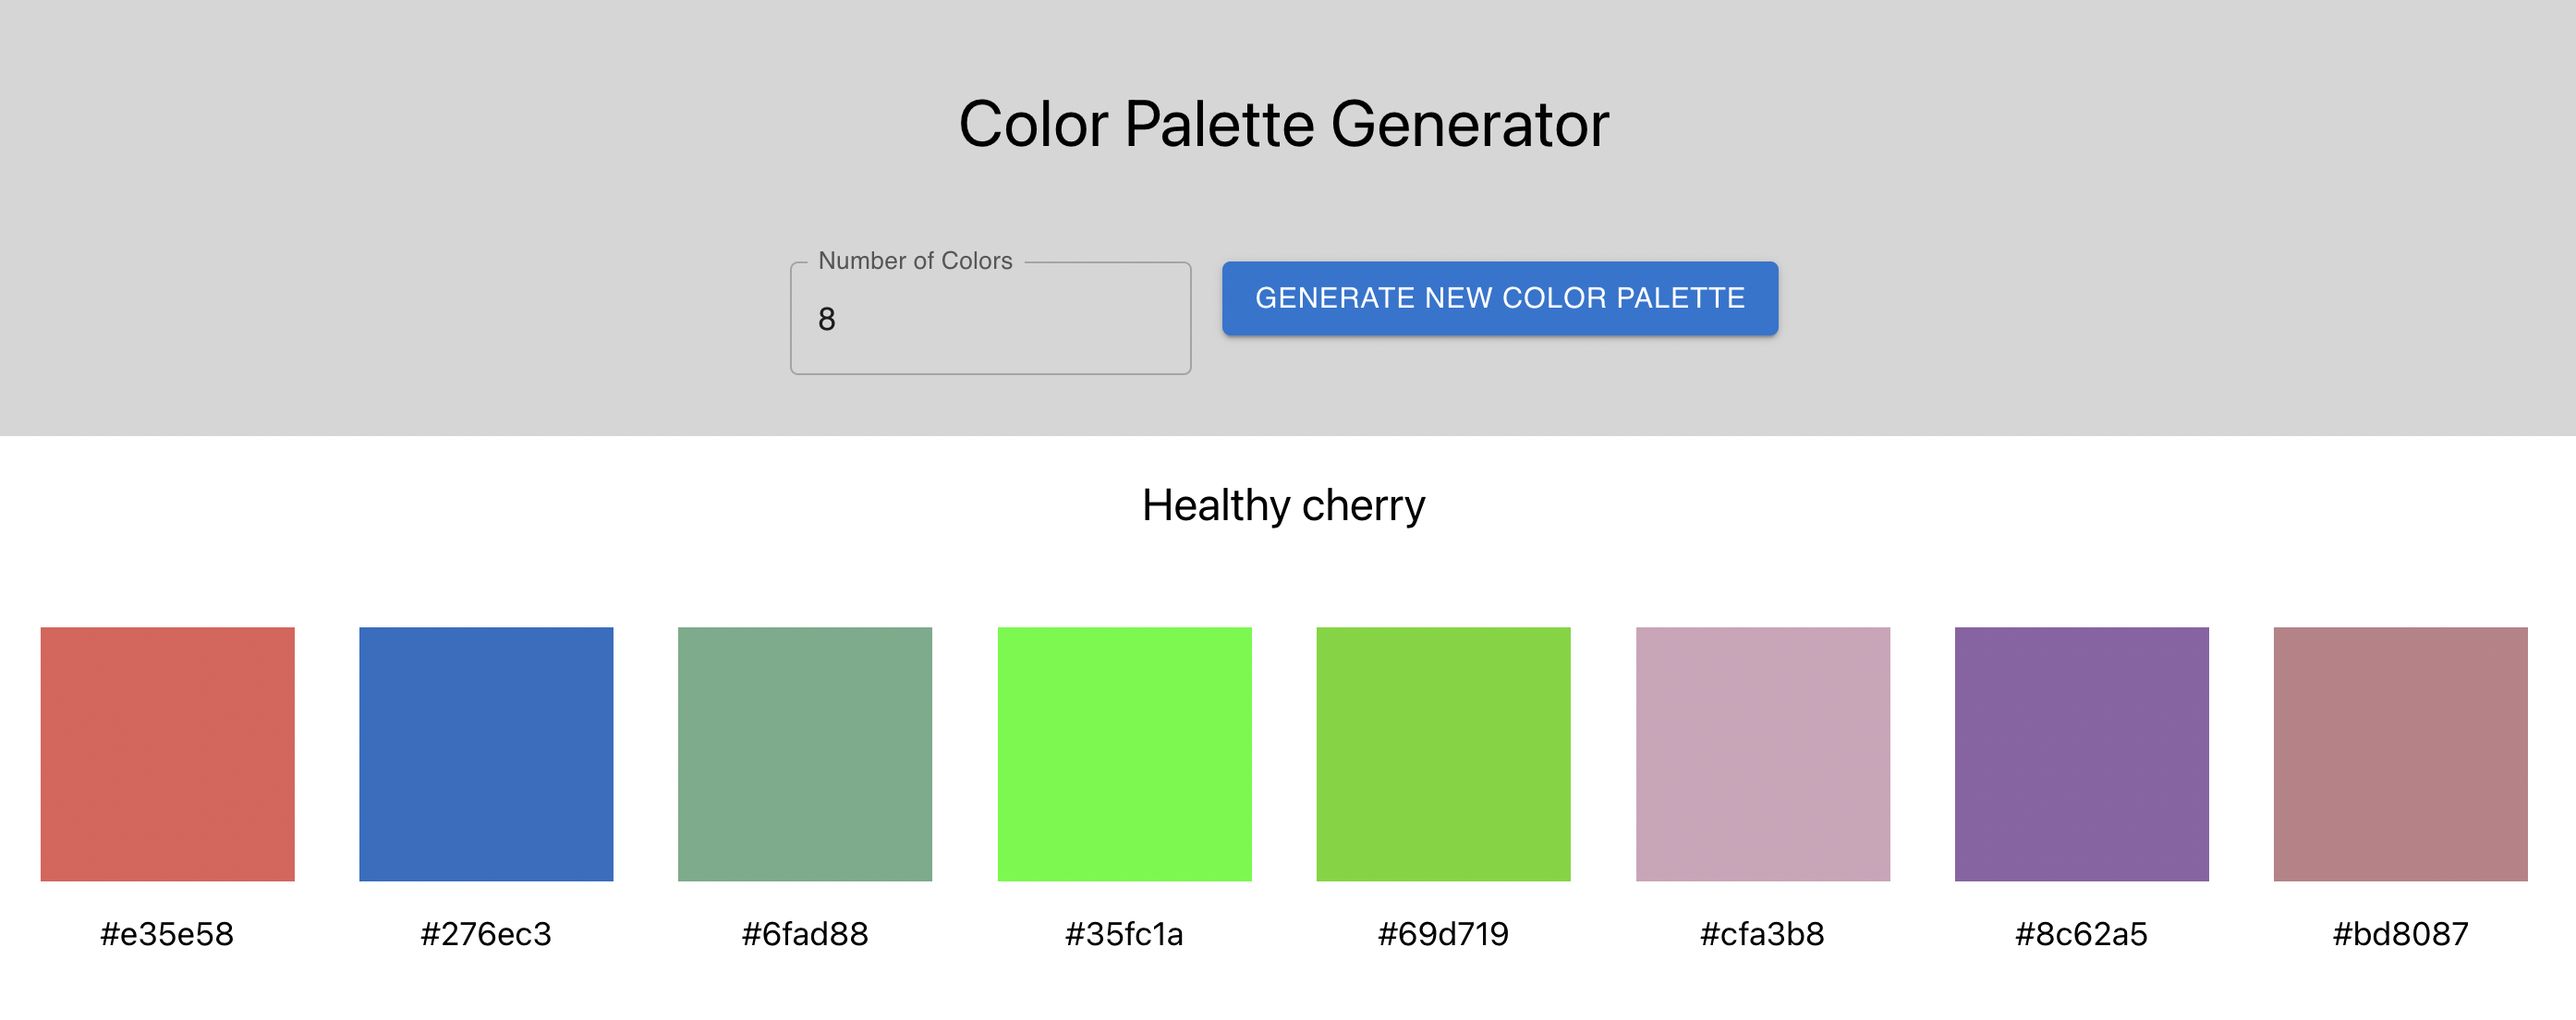 Color Palette Generator
Number of Colors
8
GENERATE NEW COLOR PALETTE
Healthy cherry
#e35e58 #276ec3 #6fad88 #35fc1a #69d719 #cfa3b8 #8c62a5 #bd8087